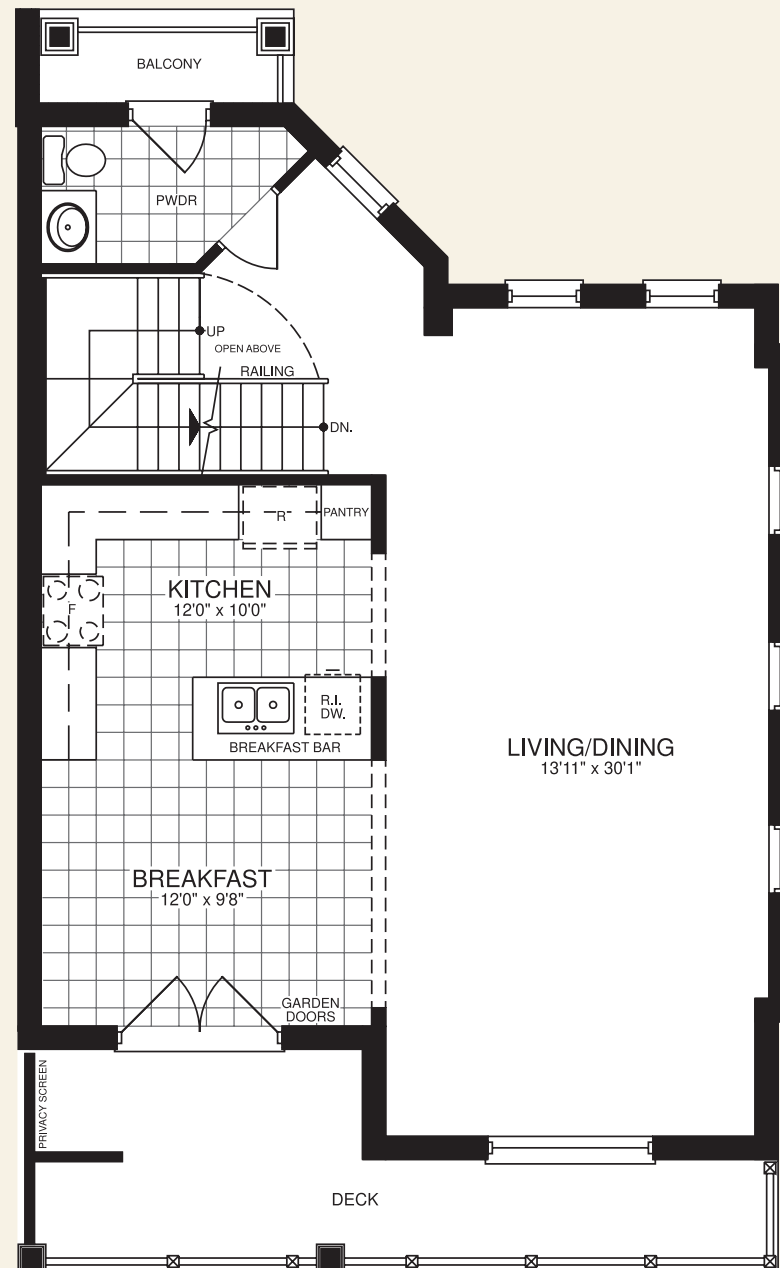 BALCONY
PWDR
UP
OPEN ABOVE
RAILING
DN.
R
PANTRY
KITCHEN
12'0" x 10'0"
F
R.I.
DW.
BREAKFAST BAR
LIVING/DINING
13'11" x 30'1"
BREAKFAST
12'0" x 9'8"
GARDEN
DOORS
PRIVACY SCREEN
DECK